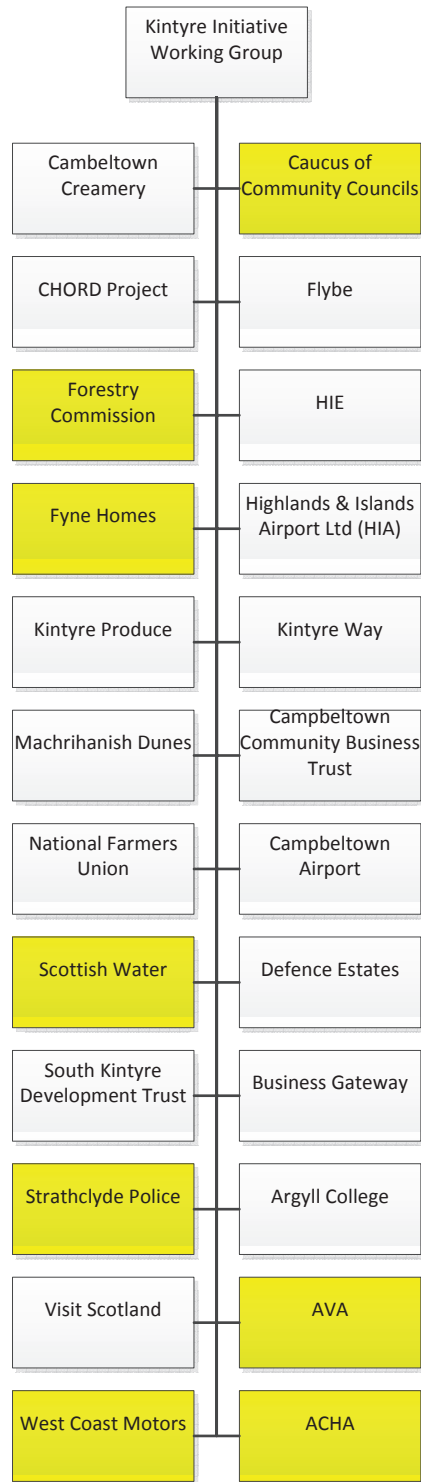 Kintyre Initiative
Working Group
Cambeltown
Creamery
Caucus of
Community Councils
CHORD Project
Flybe
Forestry
Commission
HIE
Fyne Homes
Highlands & Islands
Airport Ltd (HIA)
Kintyre Produce
Kintyre Way
Machrihanish Dunes
Campbeltown
Community Business
Trust
National Farmers
Union
Campbeltown
Airport
Scottish Water
Defence Estates
South Kintyre
Development Trust
Business Gateway
Strathclyde Police
Argyll College
Visit Scotland
AVA
West Coast Motors
ACHA